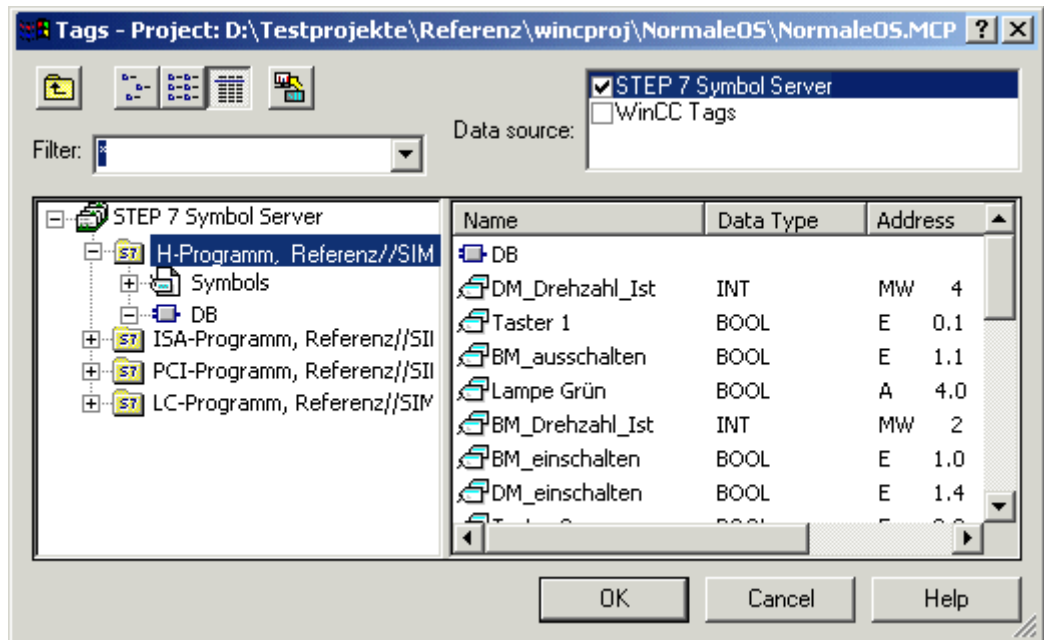 Tags - Project: D:\Testprojekte\Referenz\wincproj\NormaleOS\NormaleOS.MCP
Filter: *
Data source:
STEP 7 Symbol Server
WinCC Tags
STEP 7 Symbol Server
H-Programm, Referenz//SIM
Symbols
DB
ISA-Programm, Referenz//SII
PCI-Programm, Referenz//SII
LC-Programm, Referenz//SIM
Name Data Type Address
DB
DM_Drehzahl_Ist INT MW 4
Taster 1 BOOL E 0.1
BM_ausschalten BOOL E 1.1
Lampe Grün BOOL A 4.0
BM_Drehzahl_Ist INT MW 2
BM_einschalten BOOL E 1.0
DM_einschalten BOOL E 1.4
OK Cancel Help